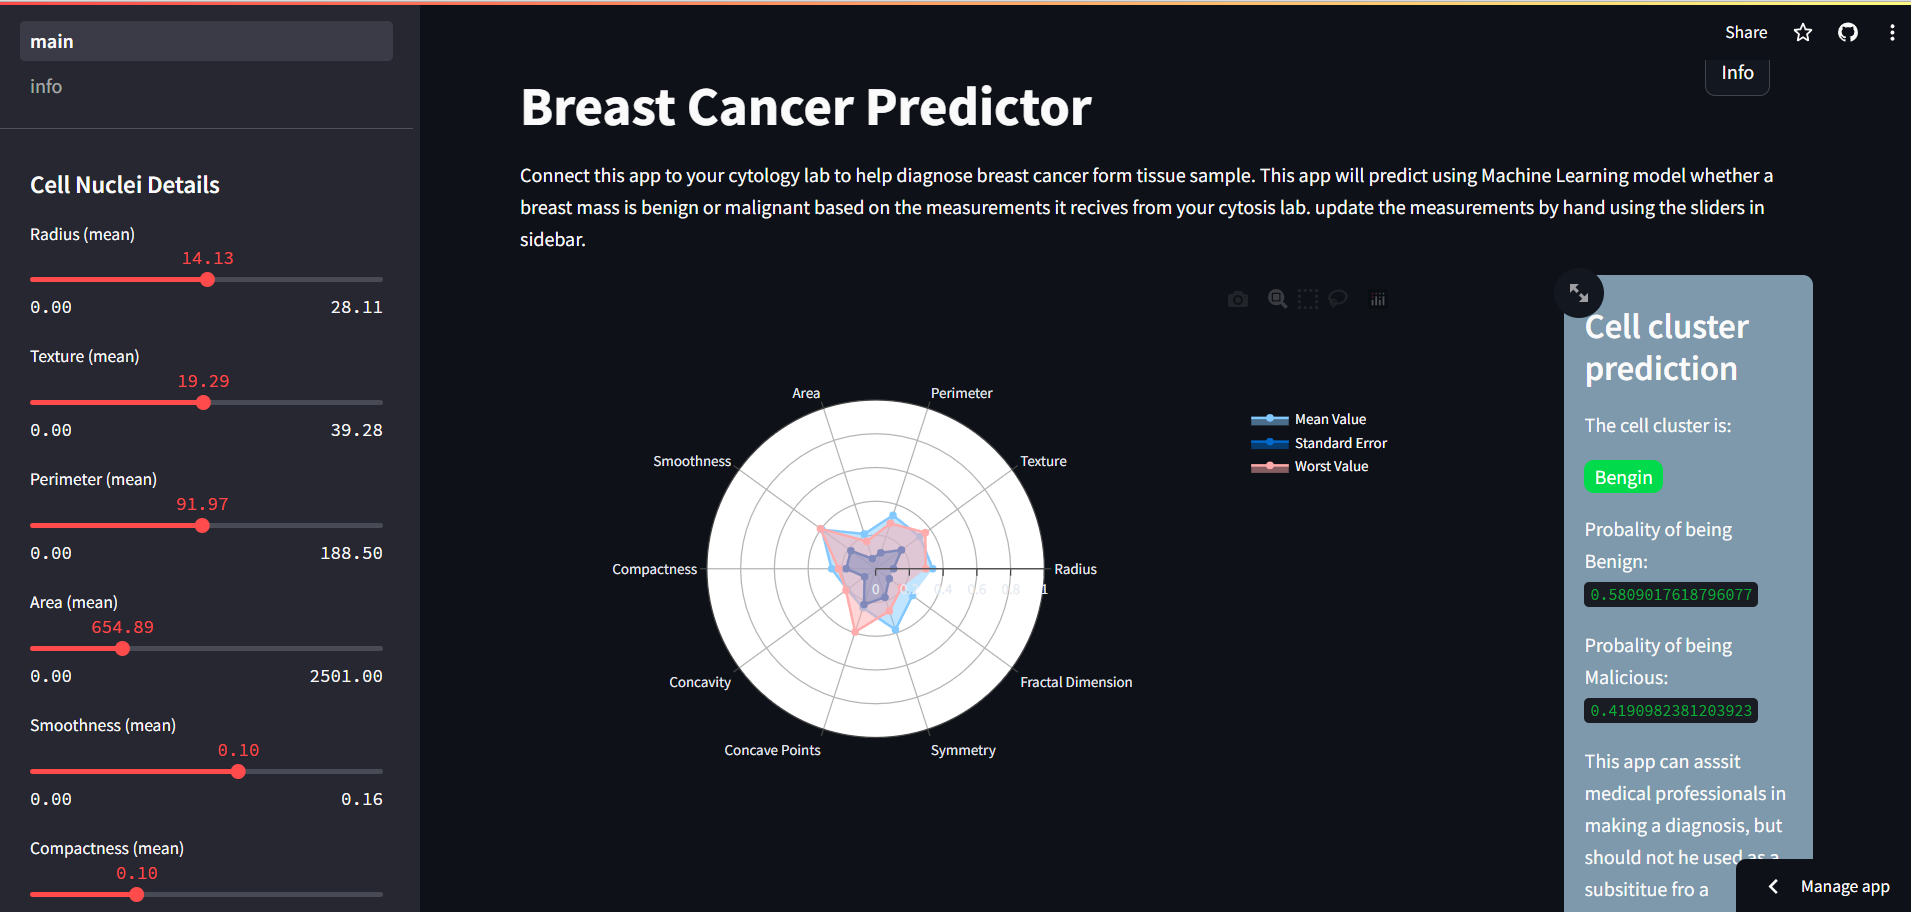 main
info
Cell Nuclei Details
Radius (mean)
14.13
0.00 28.11
Texture (mean)
19.29
0.00 39.28
Perimeter (mean)
91.97
0.00 188.50
Area (mean)
654.89
0.00 2501.00
Smoothness (mean)
0.10
0.00 0.16
Compactness (mean)
0.10
Share
Info
Breast Cancer Predictor
Connect this app to your cytology lab to help diagnose breast cancer form tissue sample. This app will predict using Machine Learning model whether a
breast mass is benign or malignant based on the measurements it recives from your cytosis lab. update the measurements by hand using the sliders in
sidebar.
Area Perimeter
Smoothness Texture
Compactness Radius
0 0.2 0.4 0.6 0.8 1
Concavity Fractal Dimension
Concave Points Symmetry
Mean Value
Standard Error
Worst Value
Cell cluster
prediction
The cell cluster is:
Bengin
Probality of being
Benign:
0.5809017618796077
Probality of being
Malicious:
0.4190982381203923
This app can asssit
medical professionals in
making a diagnosis, but
should not be used as a
subsititue fro a
Manage app